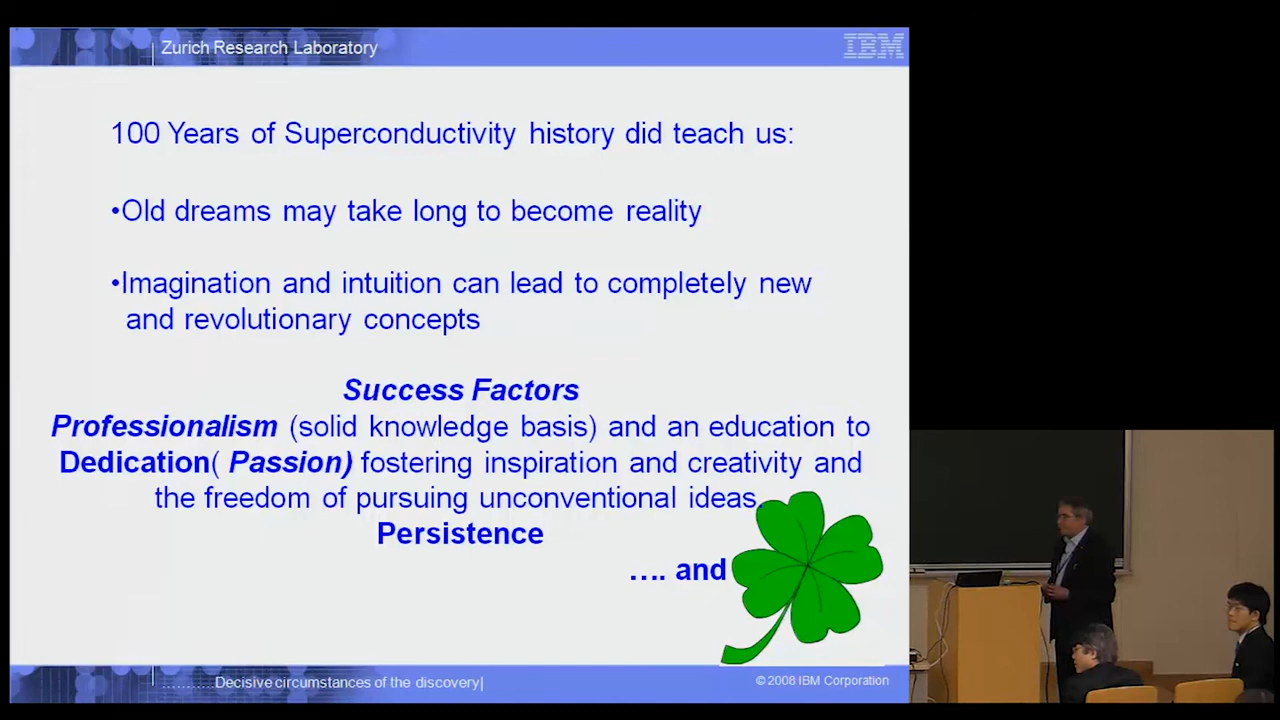 Zurich Research Laboratory
IBM
100 Years of Superconductivity history did teach us:
•Old dreams may take long to become reality
•Imagination and intuition can lead to completely new
and revolutionary concepts
Success Factors
Professionalism (solid knowledge basis) and an education to
Dedication( Passion) fostering inspiration and creativity and
the freedom of pursuing unconventional ideas.
Persistence
…. and
.......... Decisive circumstances of the discovery|
© 2008 IBM Corporation